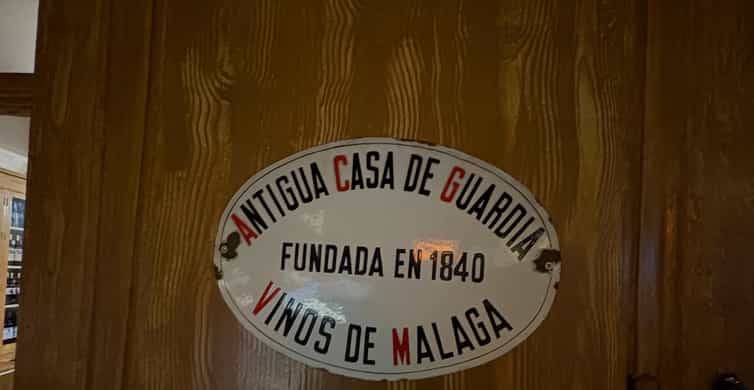 ANTIGUA CASA DE GUARDIA
FUNDADA EN 1840
VINOS DE MALAGA